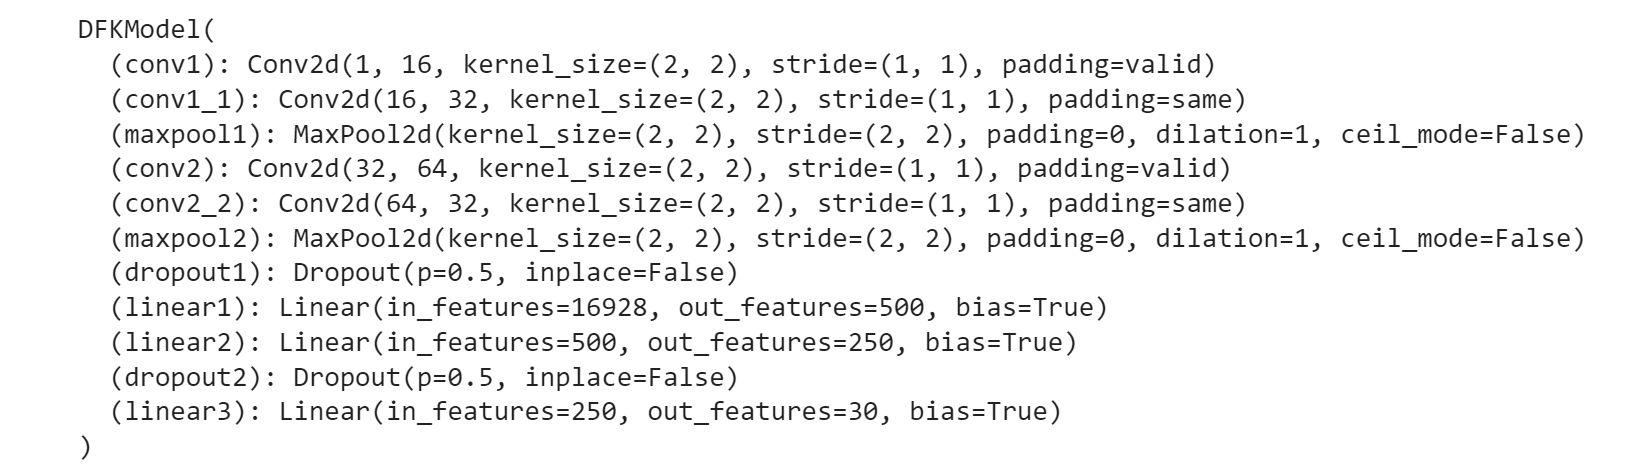 DFKModel(
  (conv1): Conv2d(1, 16, kernel_size=(2, 2), stride=(1, 1), padding=valid)
  (conv1_1): Conv2d(16, 32, kernel_size=(2, 2), stride=(1, 1), padding=same)
  (maxpool1): MaxPool2d(kernel_size=(2, 2), stride=(2, 2), padding=0, dilation=1, ceil_mode=False)
  (conv2): Conv2d(32, 64, kernel_size=(2, 2), stride=(1, 1), padding=valid)
  (conv2_2): Conv2d(64, 32, kernel_size=(2, 2), stride=(1, 1), padding=same)
  (maxpool2): MaxPool2d(kernel_size=(2, 2), stride=(2, 2), padding=0, dilation=1, ceil_mode=False)
  (dropout1): Dropout(p=0.5, inplace=False)
  (linear1): Linear(in_features=16928, out_features=500, bias=True)
  (linear2): Linear(in_features=500, out_features=250, bias=True)
  (dropout2): Dropout(p=0.5, inplace=False)
  (linear3): Linear(in_features=250, out_features=30, bias=True)
)